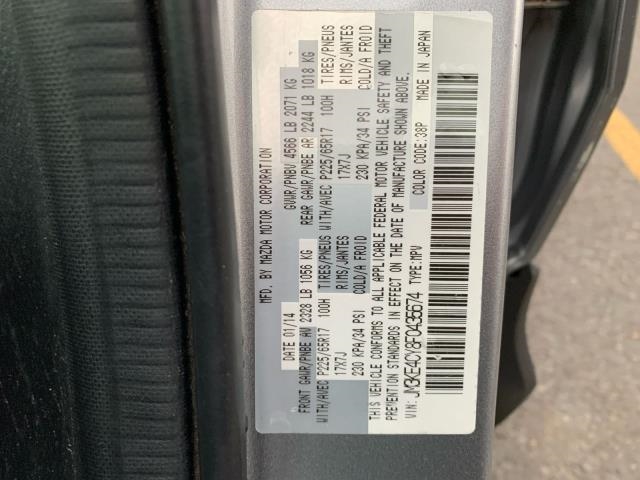 MFD. BY MAZDA MOTOR CORPORATION
DATE 01/14 GVWR/PNBV 4566 LB 2071 KG
FRONT GAWR/PNBE AV 2328 LB 1056 KG REAR GAWR/PNBE AR 2244 LB 1018 KG
WITH/AVEC P225/65R17 100H TIRES/PNEUS WITH/AVEC P225/65R17 100H TIRES/PNEUS
17X7J RIMS/JANTES 17X7J RIMS/JANTES
230 KPA/34 PSI COLD/A FROID 230 KPA/34 PSI COLD/A FROID
THIS VEHICLE CONFORMS TO ALL APPLICABLE FEDERAL MOTOR VEHICLE SAFETY AND THEFT
PREVENTION STANDARDS IN EFFECT ON THE DATE OF MANUFACTURE SHOWN ABOVE.
VIN: JM3KE4CY8F0436674 TYPE:MPV COLOR CODE:38P MADE IN JAPAN